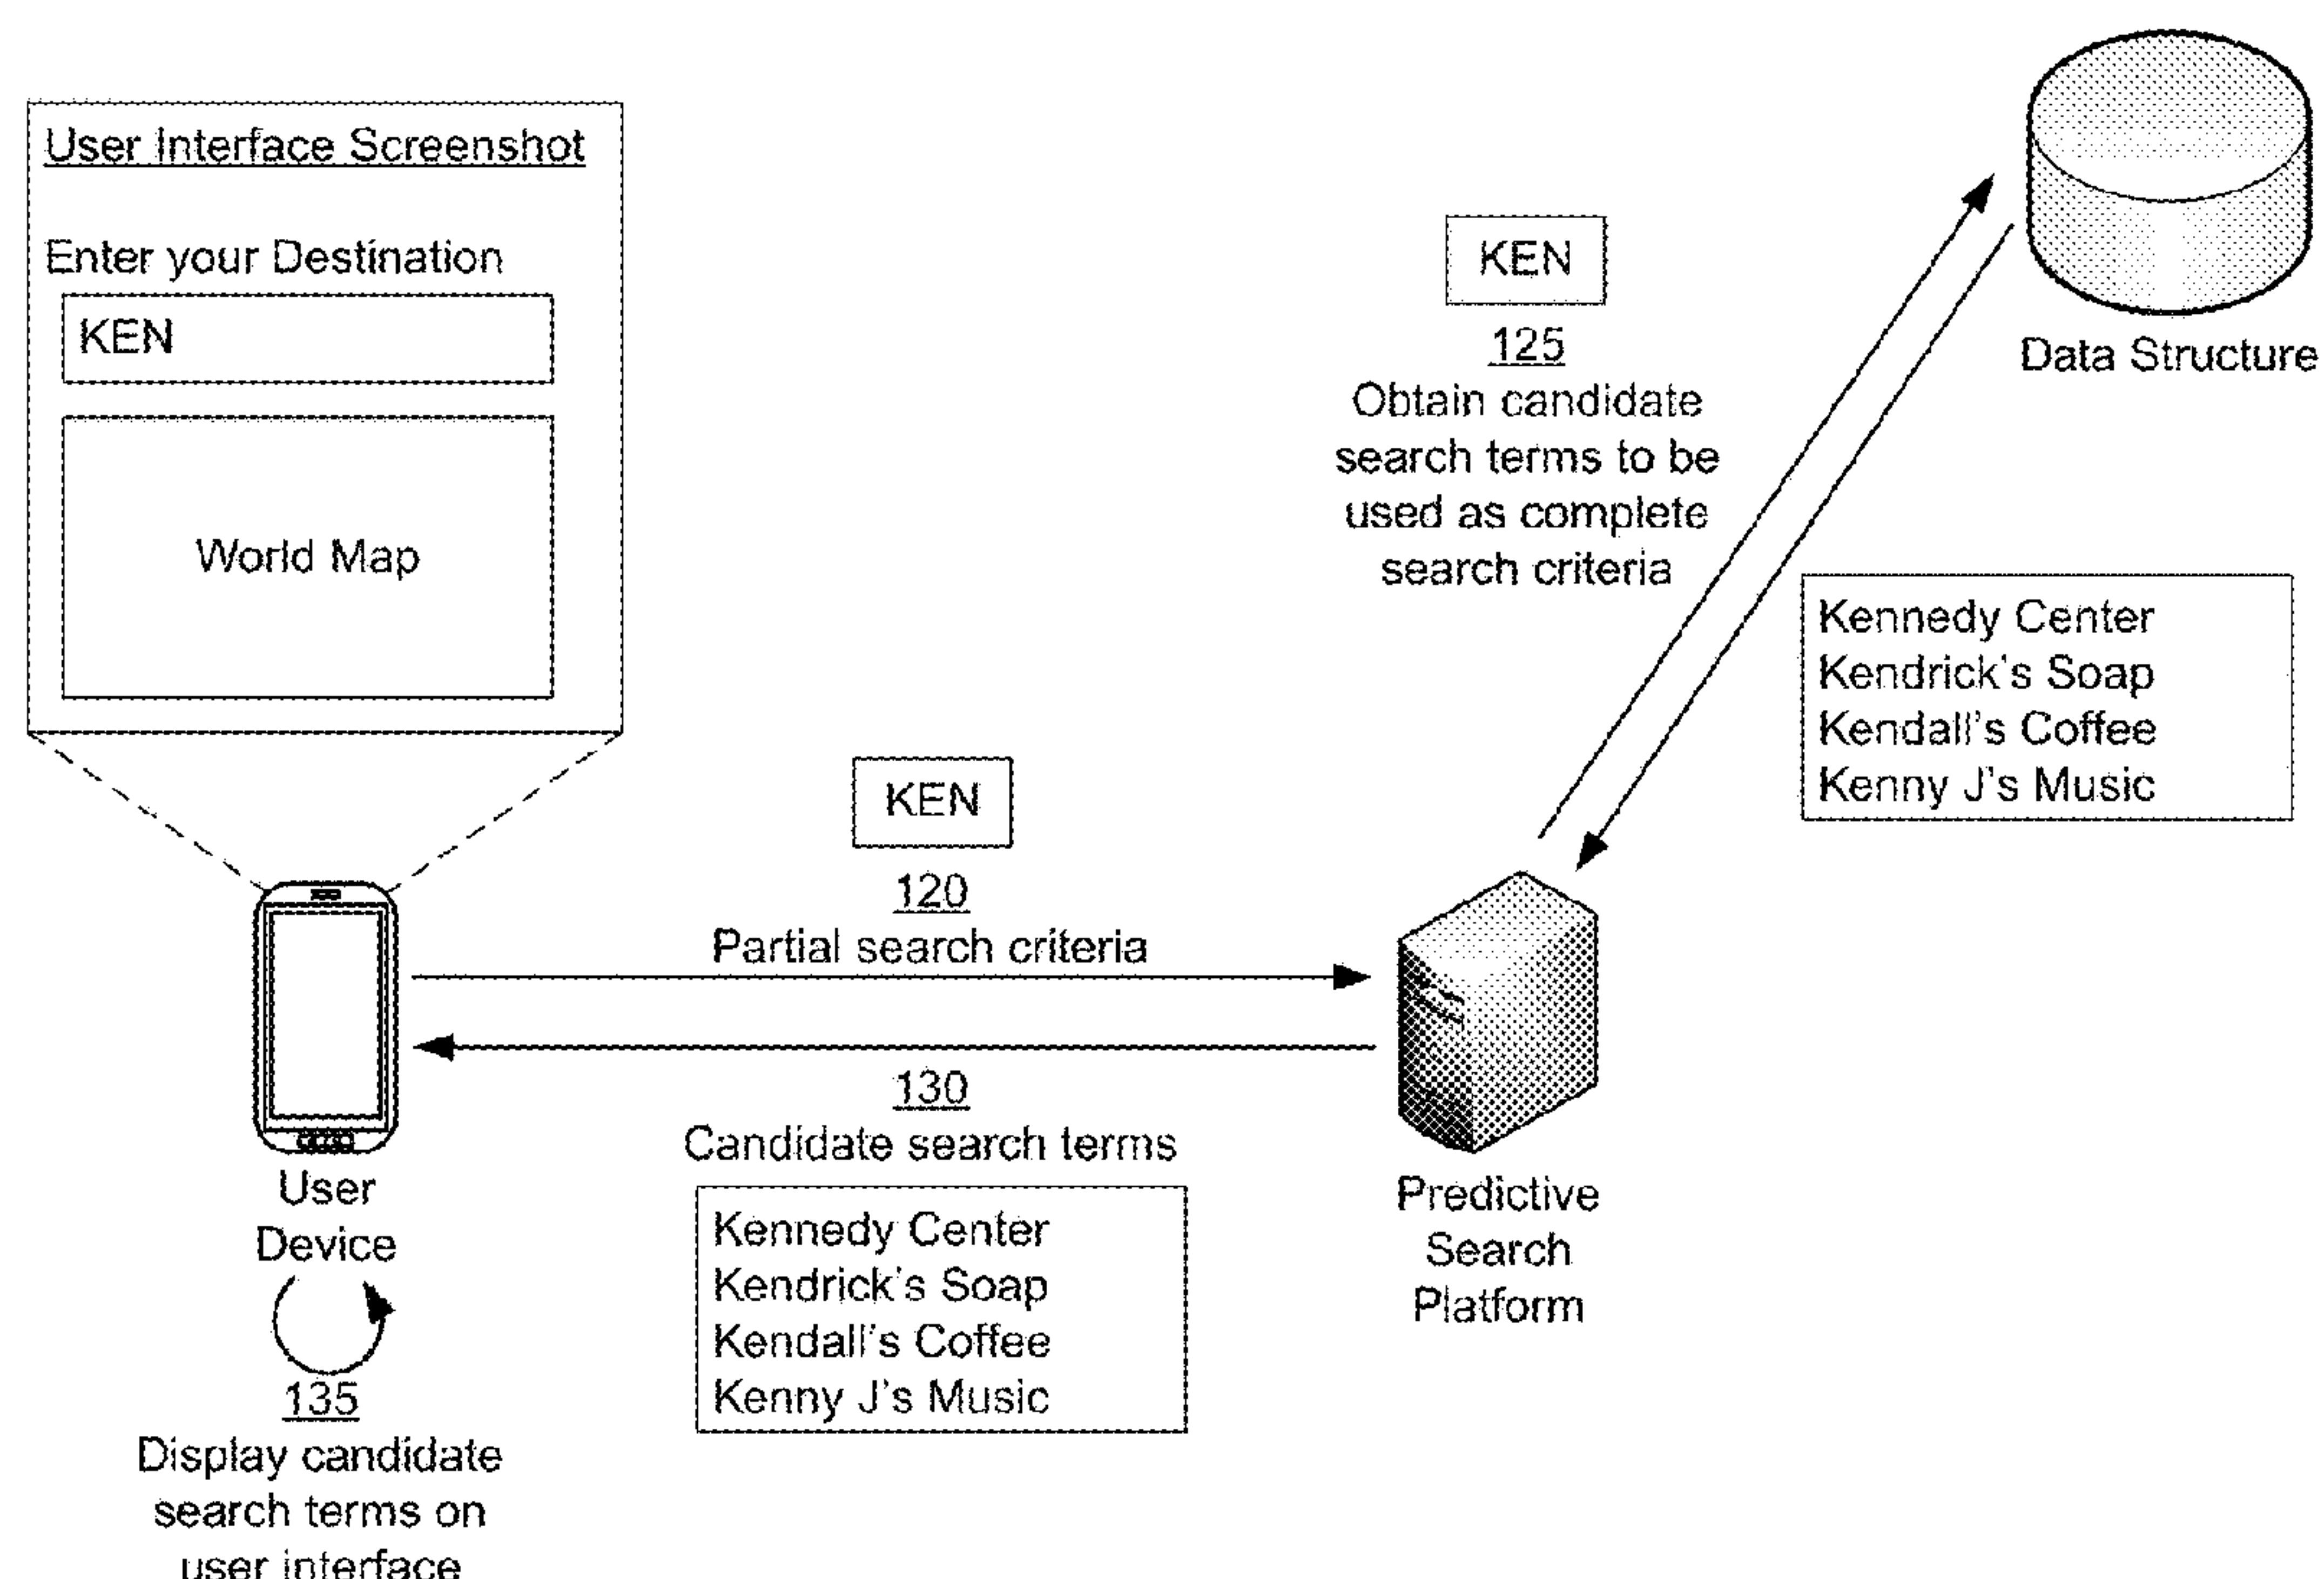 User Interface Screenshot
Enter your Destination
KEN
World Map
KEN
125
Obtain candidate
search terms to be
used as complete
search criteria
Data Structure
Kennedy Center
Kendrick's Soap
Kendall's Coffee
Kenny J's Music
KEN
120
Partial search criteria
130
Candidate search terms
Kennedy Center
Kendrick's Soap
Kendall's Coffee
Kenny J's Music
User
Device
135
Display candidate
search terms on
user interface
Predictive
Search
Platform